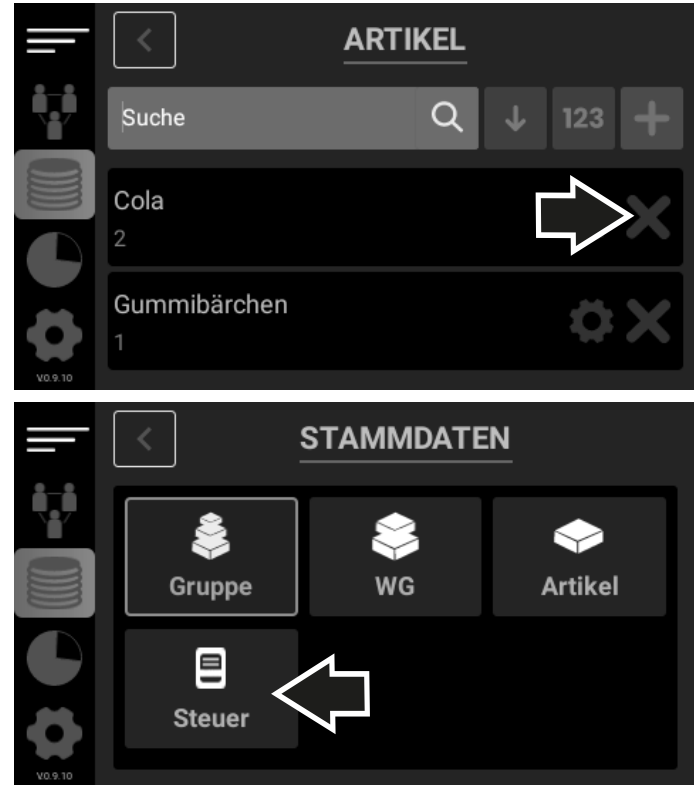 ARTIKEL
Suche
123
Cola
2
Gummibärchen
1
V0.9.10
STAMMDATEN
Gruppe
WG
Artikel
Steuer
V0.9.10